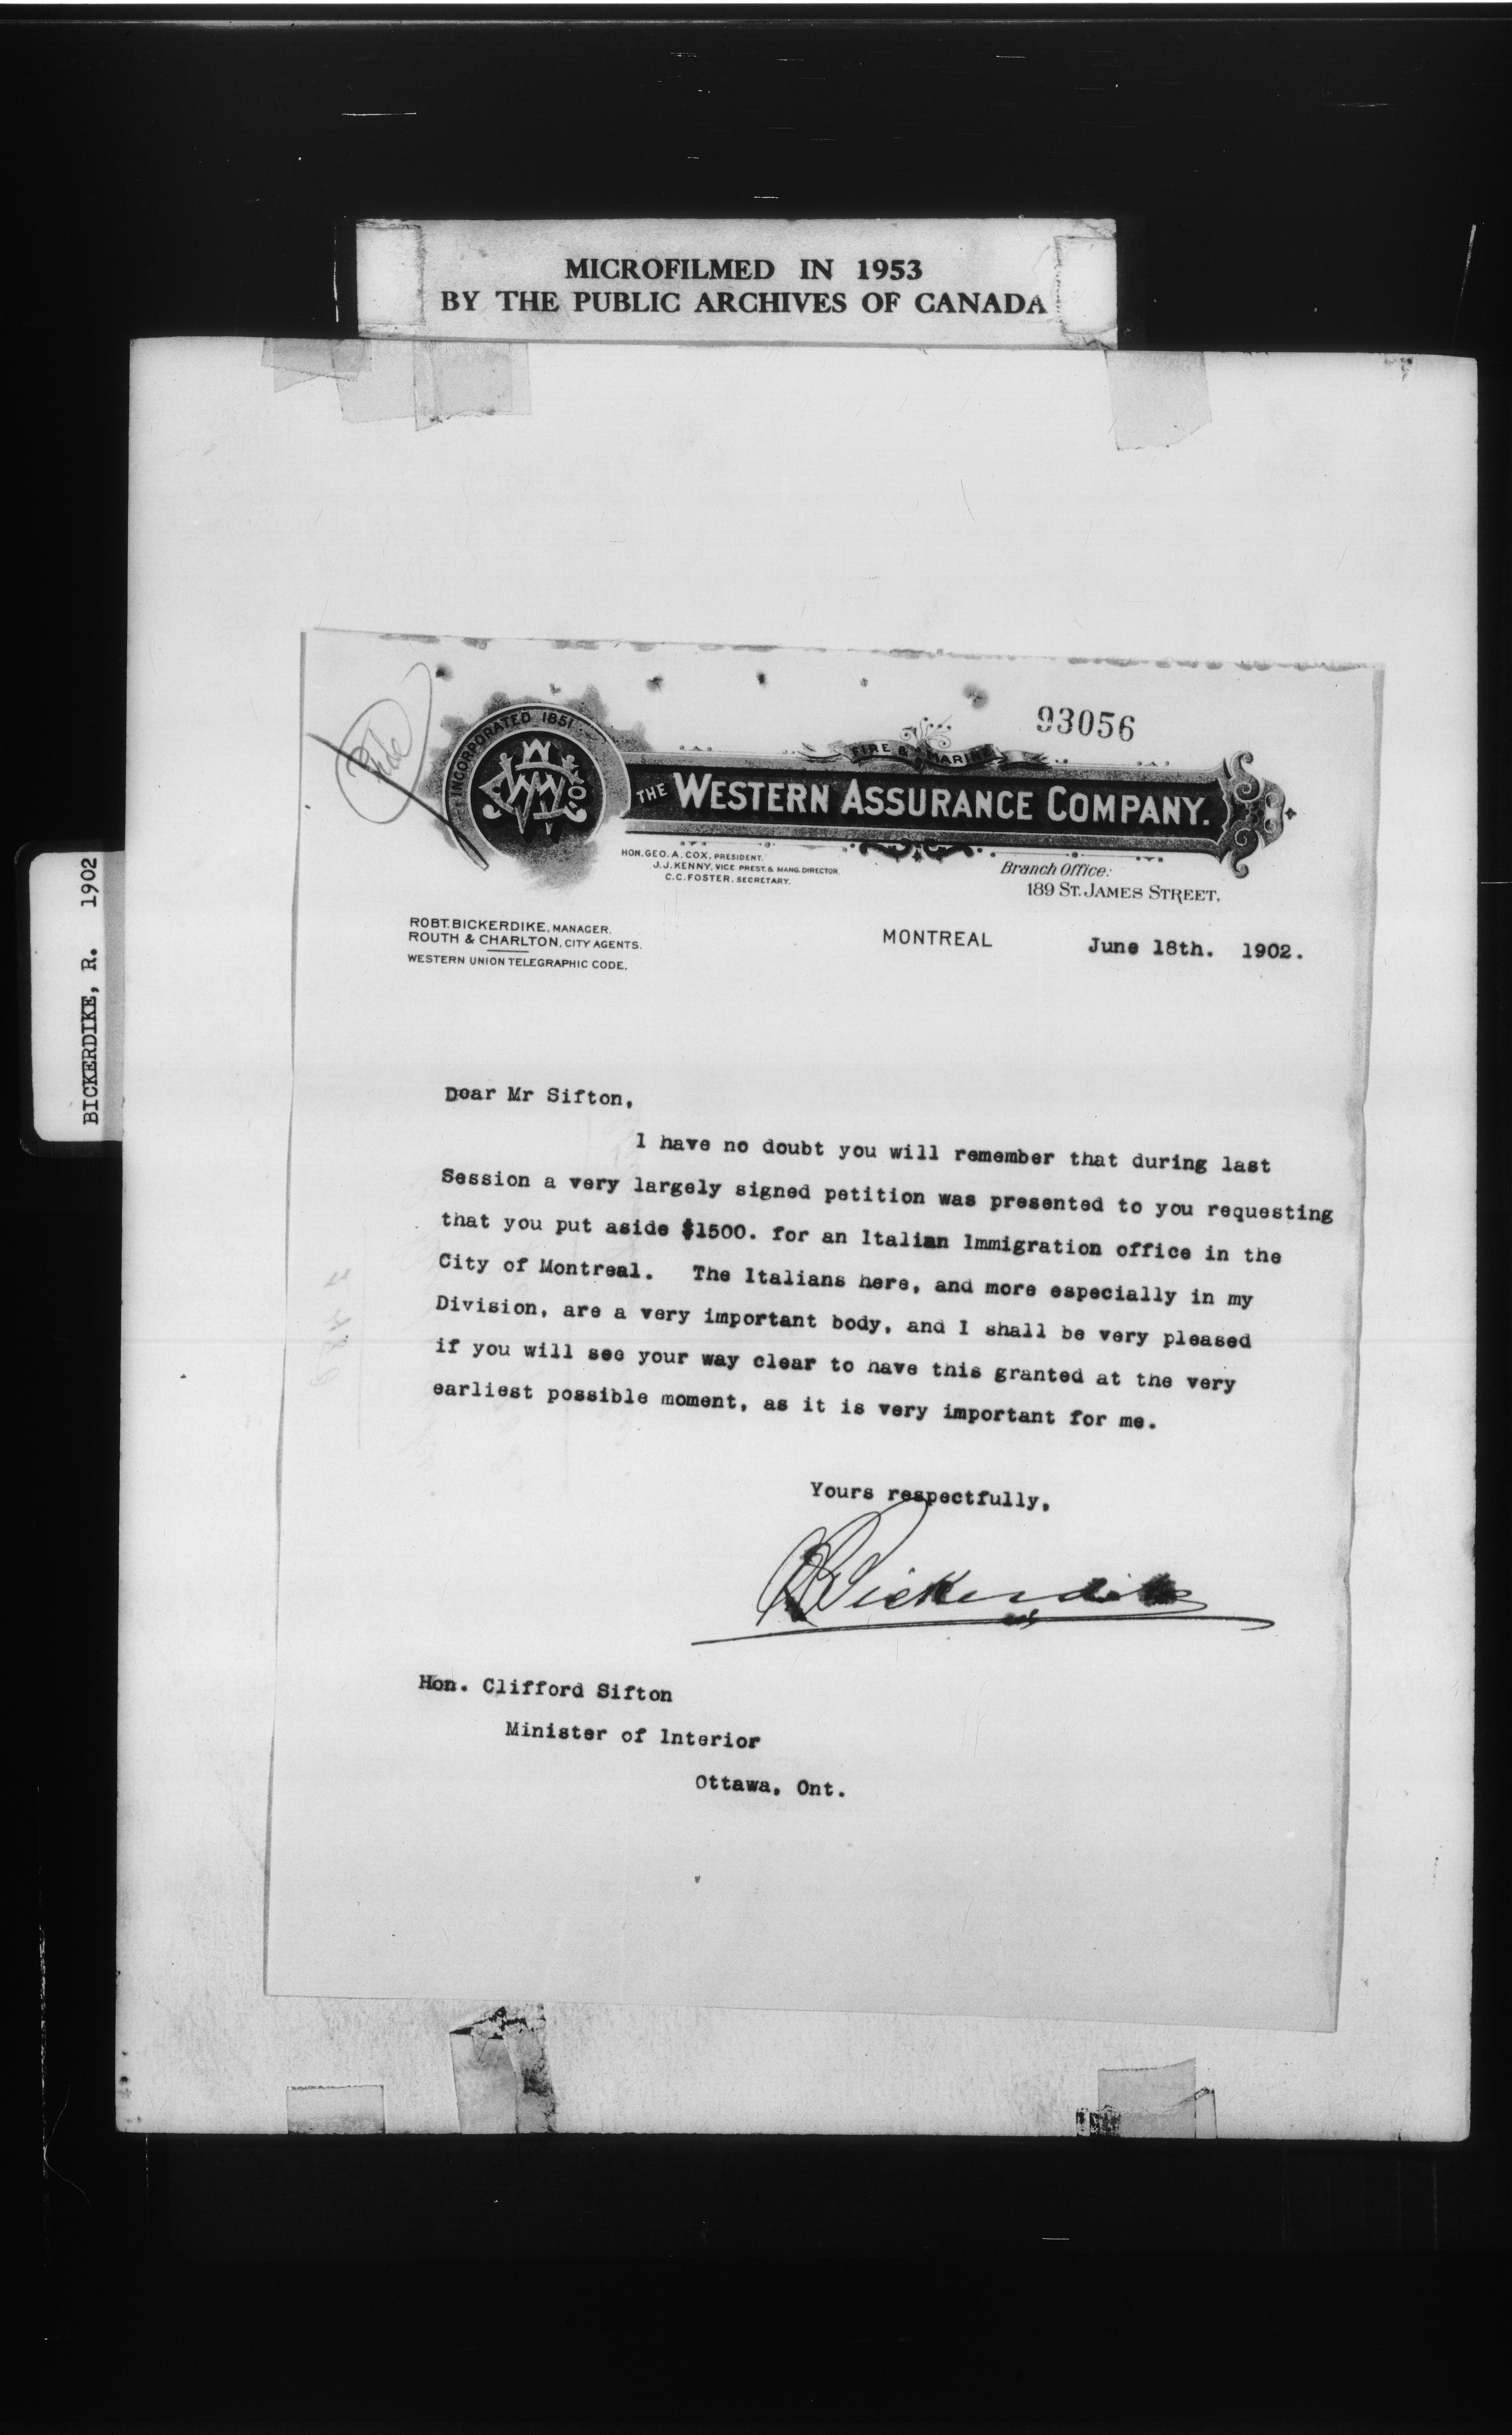 MICROFILMED IN 1953
BY THE PUBLIC ARCHIVES OF CANADA
BICKERDIKE, R. 1902
93056
INCORPORATED 1851
FIRE & MARINE
THE WESTERN ASSURANCE COMPANY.
HON. GEO. A. COX, PRESIDENT.
J. J. KENNY, VICE PREST. & MANG. DIRECTOR.
C. C. FOSTER, SECRETARY.
Branch Office:
189 ST. JAMES STREET.
ROBT. BICKERDIKE, MANAGER.
ROUTH & CHARLTON, CITY AGENTS.
WESTERN UNION TELEGRAPHIC CODE.
MONTREAL June 18th. 1902.
Dear Mr Sifton,
I have no doubt you will remember that during last
Session a very largely signed petition was presented to you requesting
that you put aside $1500. for an Italian Immigration office in the
City of Montreal. The Italians here, and more especially in my
Division, are a very important body, and I shall be very pleased
if you will see your way clear to have this granted at the very
earliest possible moment, as it is very important for me.
Yours respectfully,
R Bickerdike
Hon. Clifford Sifton
Minister of Interior
Ottawa, Ont.